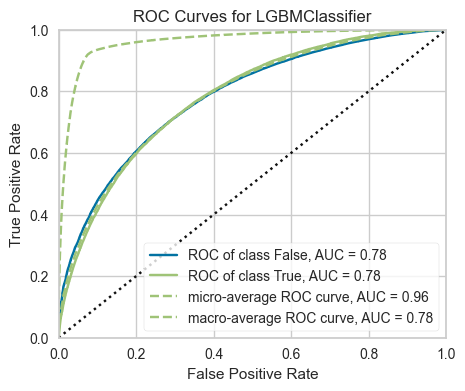 ROC Curves for LGBMClassifier
True Positive Rate
1.0
0.8
0.6
0.4
0.2
0.0
ROC of class False, AUC = 0.78
ROC of class True, AUC = 0.78
micro-average ROC curve, AUC = 0.96
macro-average ROC curve, AUC = 0.78
0.0 0.2 0.4 0.6 0.8 1.0
False Positive Rate